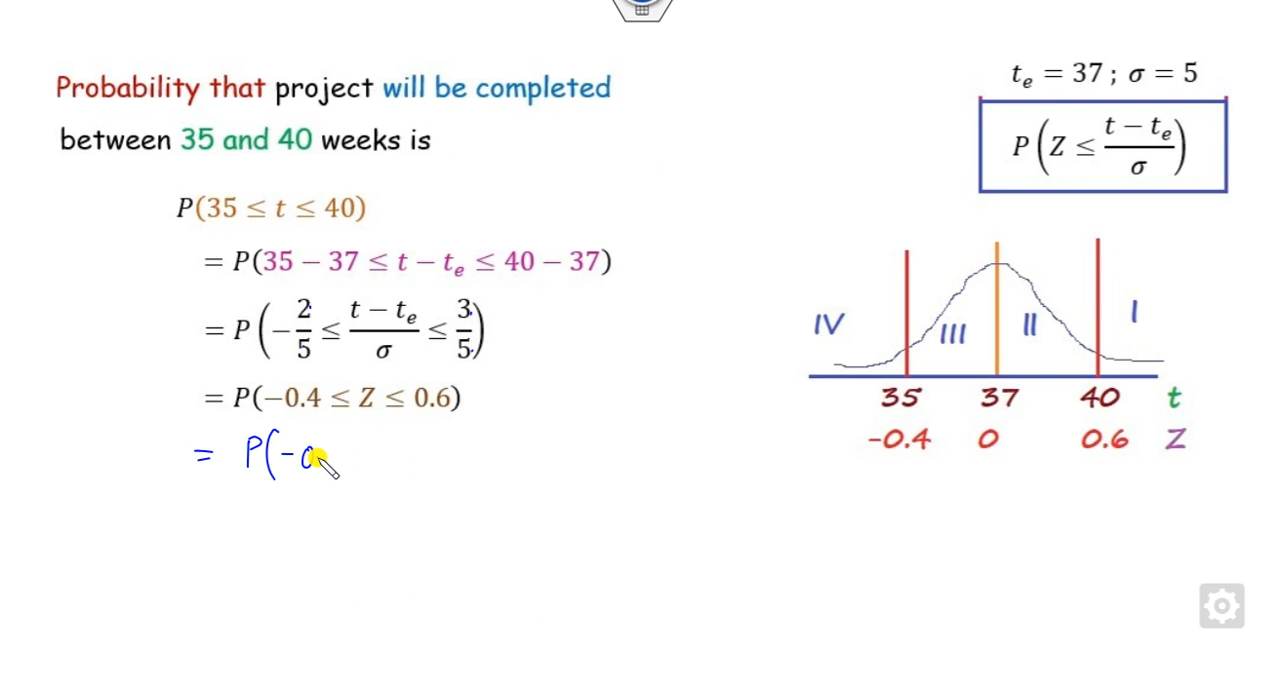 Probability that project will be completed
between 35 and 40 weeks is
P(35 ≤ t ≤ 40)
= P(35 − 37 ≤ t − tₑ ≤ 40 − 37)
= P(−2/5 ≤ (t − tₑ)/σ ≤ 3/5)
= P(−0.4 ≤ Z ≤ 0.6)
= P(-0
tₑ = 37 ; σ = 5
P(Z ≤ (t − tₑ)/σ)
IV III II I
35 37 40 t
-0.4 0 0.6 Z